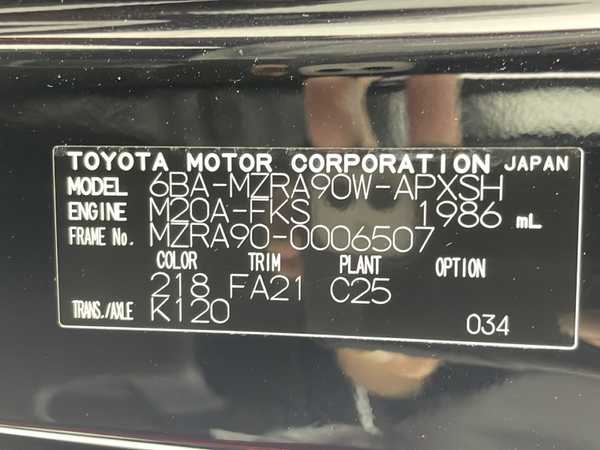 TOYOTA MOTOR CORPORATION JAPAN
MODEL 6BA-MZRA90W-APXSH
ENGINE M20A-FKS 1986 mL
FRAME No. MZRA90-0006507
COLOR TRIM PLANT OPTION
218 FA21 C25
TRANS./AXLE K120 034